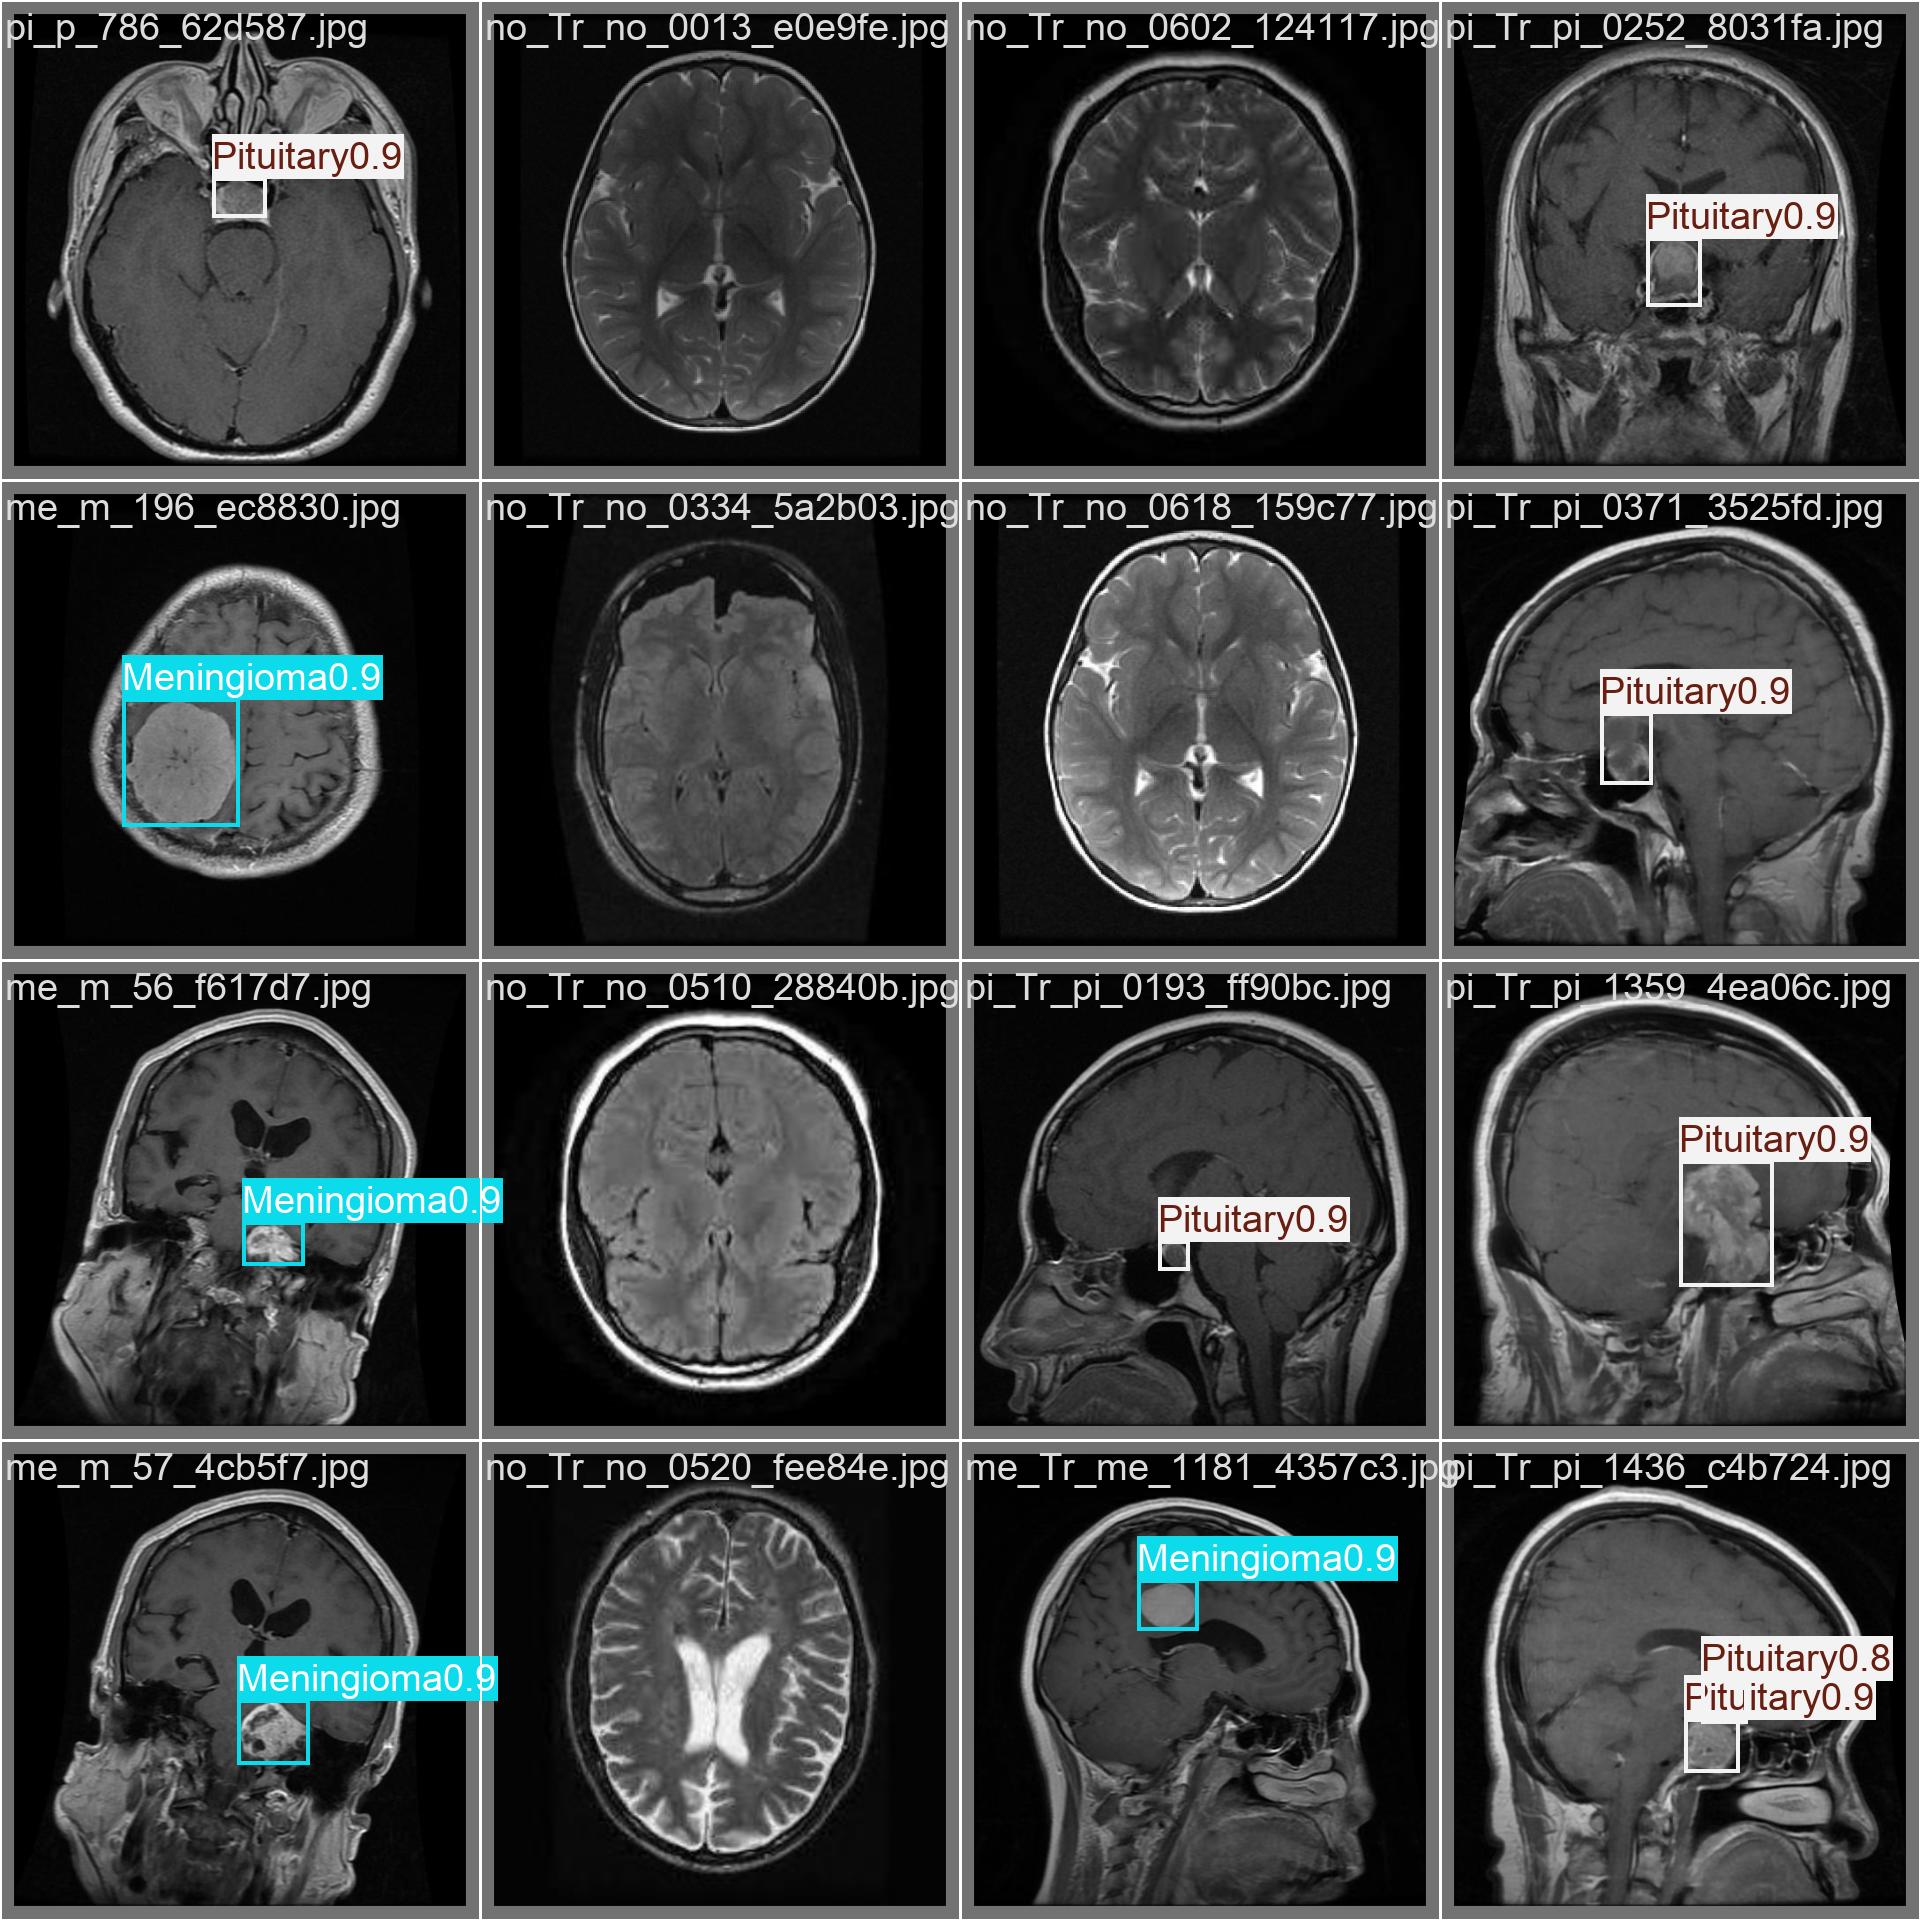 pi_p_786_62d587.jpg
no_Tr_no_0013_e0e9fe.jpg
no_Tr_no_0602_124117.jpg
pi_Tr_pi_0252_8031fa.jpg
Pituitary0.9
Pituitary0.9
me_m_196_ec8830.jpg
no_Tr_no_0334_5a2b03.jpg
no_Tr_no_0618_159c77.jpg
pi_Tr_pi_0371_3525fd.jpg
Meningioma0.9
Pituitary0.9
me_m_56_f617d7.jpg
no_Tr_no_0510_28840b.jpg
pi_Tr_pi_0193_ff90bc.jpg
pi_Tr_pi_1359_4ea06c.jpg
Meningioma0.9
Pituitary0.9
Pituitary0.9
me_m_57_4cb5f7.jpg
no_Tr_no_0520_fee84e.jpg
me_Tr_me_1181_4357c3.jpg
pi_Tr_pi_1436_c4b724.jpg
Meningioma0.9
Meningioma0.9
Pituitary0.8
Pituitary0.9